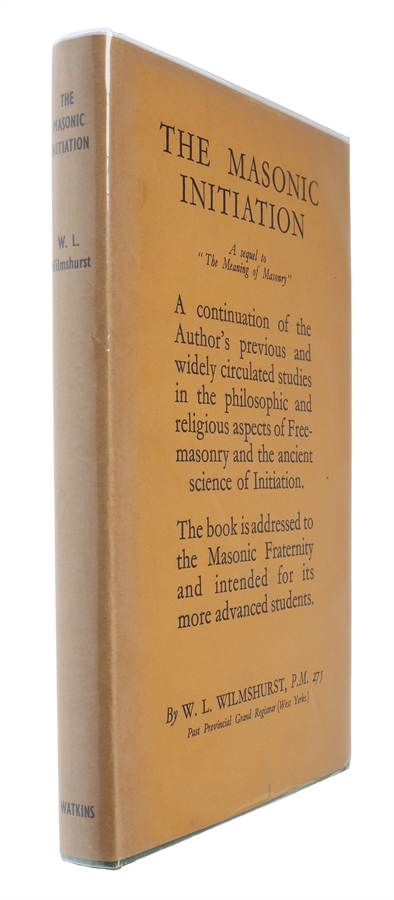 THE
MASONIC
INITIATION
W. L.
Wilmshurst
WATKINS
THE MASONIC
INITIATION
A sequel to
"The Meaning of Masonry"
A continuation of the
Author's previous and
widely circulated studies
in the philosophic and
religious aspects of Free-
masonry and the ancient
science of Initiation.
The book is addressed to
the Masonic Fraternity
and intended for its
more advanced students.
By W. L. WILMSHURST, P.M. 275
Past Provincial Grand Registrar (West Yorks.)